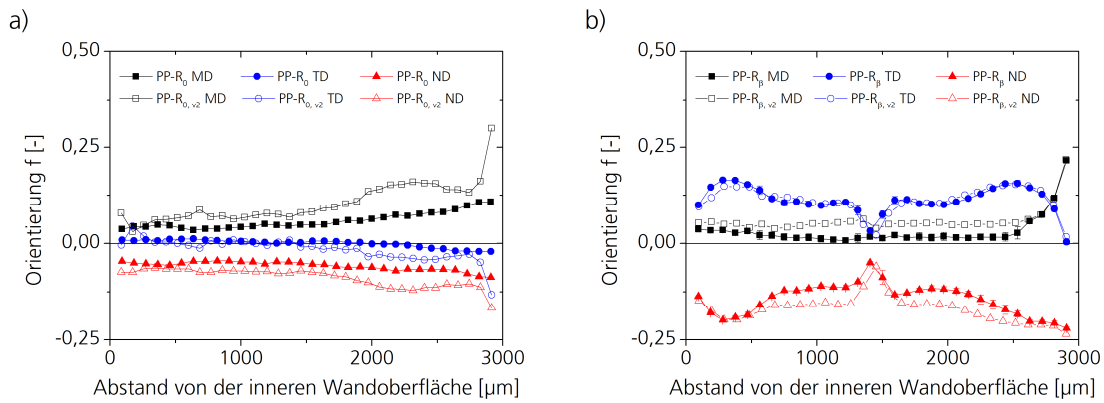 a)
0,50
0,25
0,00
-0,25
Orientierung f [-]
PP-R₀ MD PP-R₀ TD PP-R₀ ND
PP-R₀,ᵥ₂ MD PP-R₀,ᵥ₂ TD PP-R₀,ᵥ₂ ND
0 1000 2000 3000
Abstand von der inneren Wandoberfläche [µm]
b)
0,50
0,25
0,00
-0,25
Orientierung f [-]
PP-Rᵦ MD PP-Rᵦ TD PP-Rᵦ ND
PP-Rᵦ,ᵥ₂ MD PP-Rᵦ,ᵥ₂ TD PP-Rᵦ,ᵥ₂ ND
0 1000 2000 3000
Abstand von der inneren Wandoberfläche [µm]